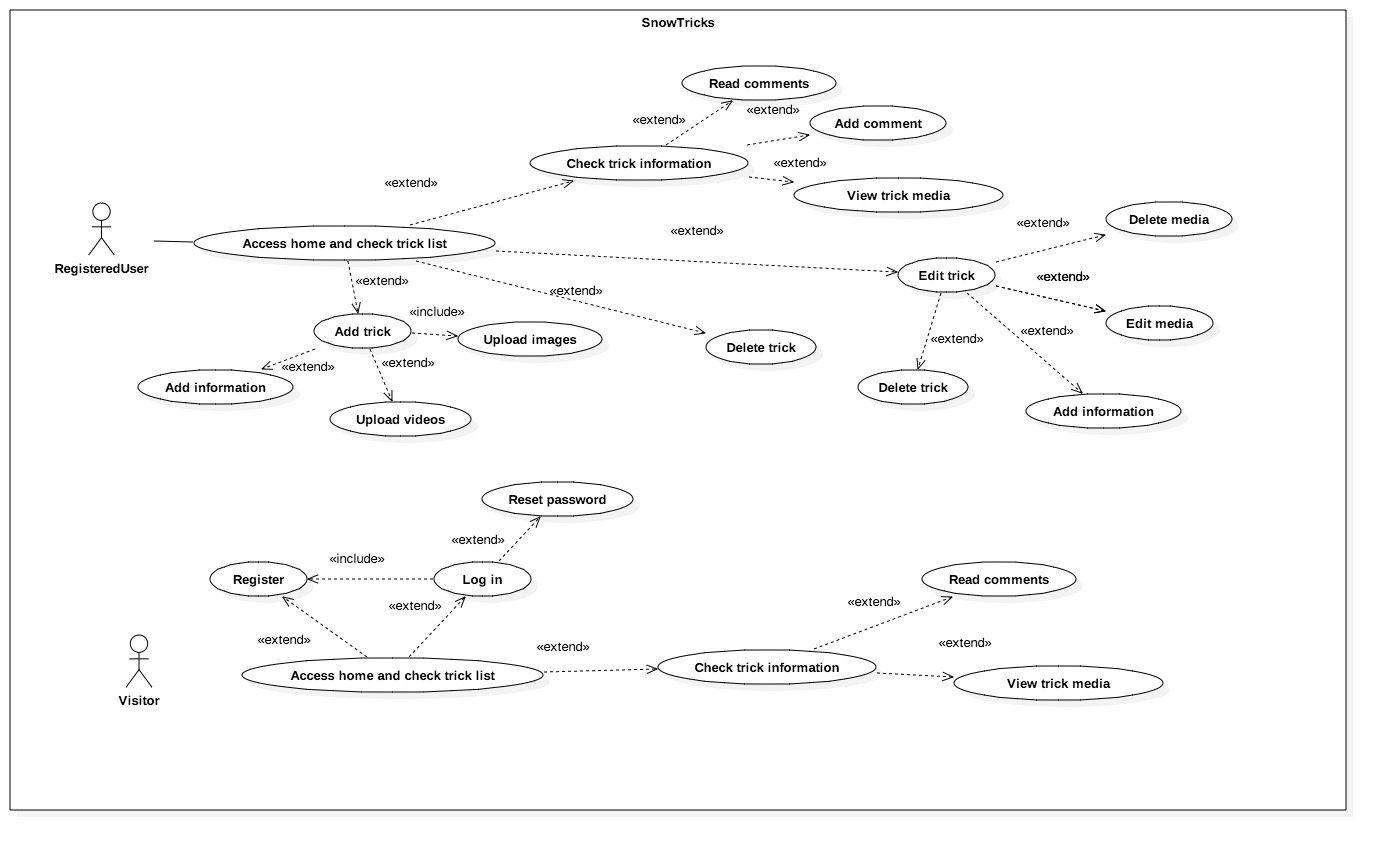 SnowTricks
Read comments
«extend»
«extend»
Add comment
Check trick information
«extend»
View trick media
«extend»
RegisteredUser
Access home and check trick list
«extend»
«extend»
Delete media
Edit trick
«extend»
Edit media
«extend»
«extend»
Delete trick
Add information
«extend»
«extend»
Delete trick
Add trick
«include»
Upload images
«extend»
Add information
«extend»
Upload videos
Reset password
«extend»
«include»
Register
Log in
«extend»
«extend»
Visitor
Access home and check trick list
«extend»
Check trick information
«extend»
Read comments
«extend»
View trick media